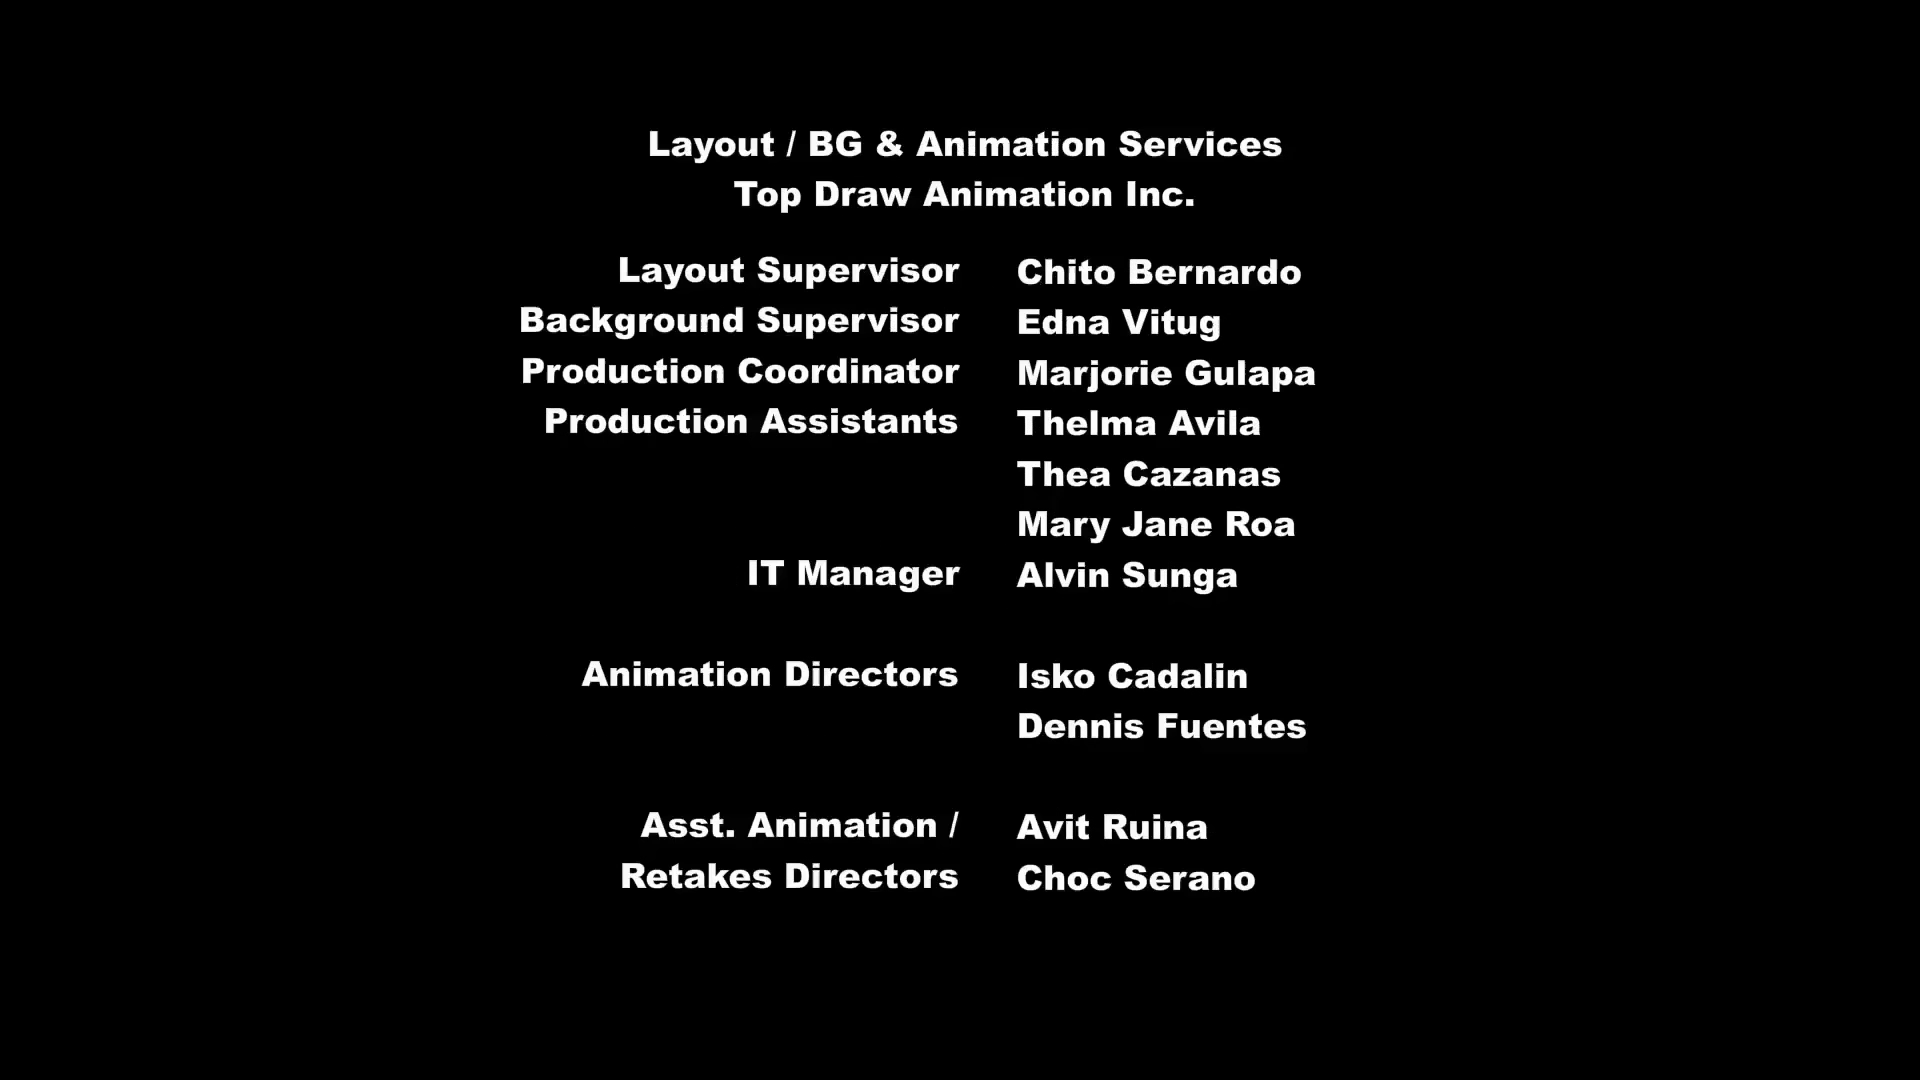 Layout / BG & Animation Services
Top Draw Animation Inc.
Layout Supervisor Chito Bernardo
Background Supervisor Edna Vitug
Production Coordinator Marjorie Gulapa
Production Assistants Thelma Avila
Thea Cazanas
Mary Jane Roa
IT Manager Alvin Sunga
Animation Directors Isko Cadalin
Dennis Fuentes
Asst. Animation / Avit Ruina
Retakes Directors Choc Serano